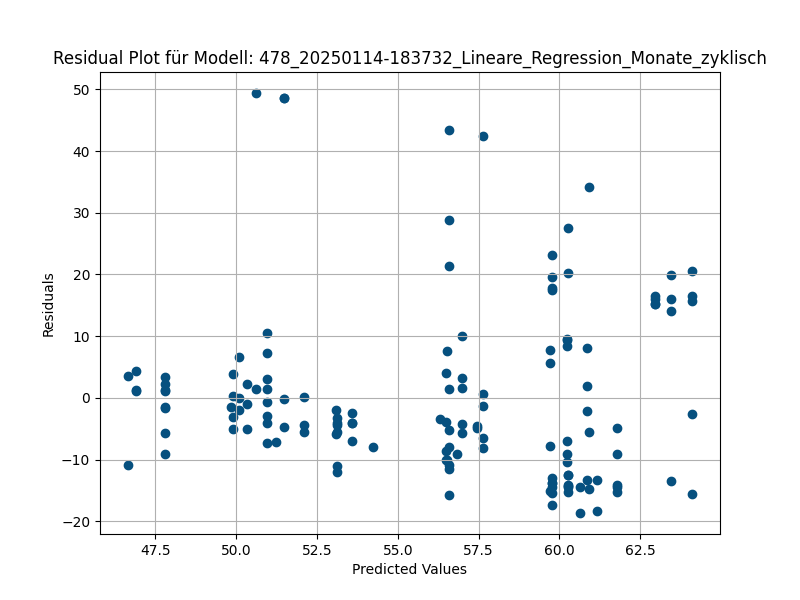 Residual Plot für Modell: 478_20250114-183732_Lineare_Regression_Monate_zyklisch
50
40
30
20
10
0
−10
−20
Residuals
47.5 50.0 52.5 55.0 57.5 60.0 62.5
Predicted Values